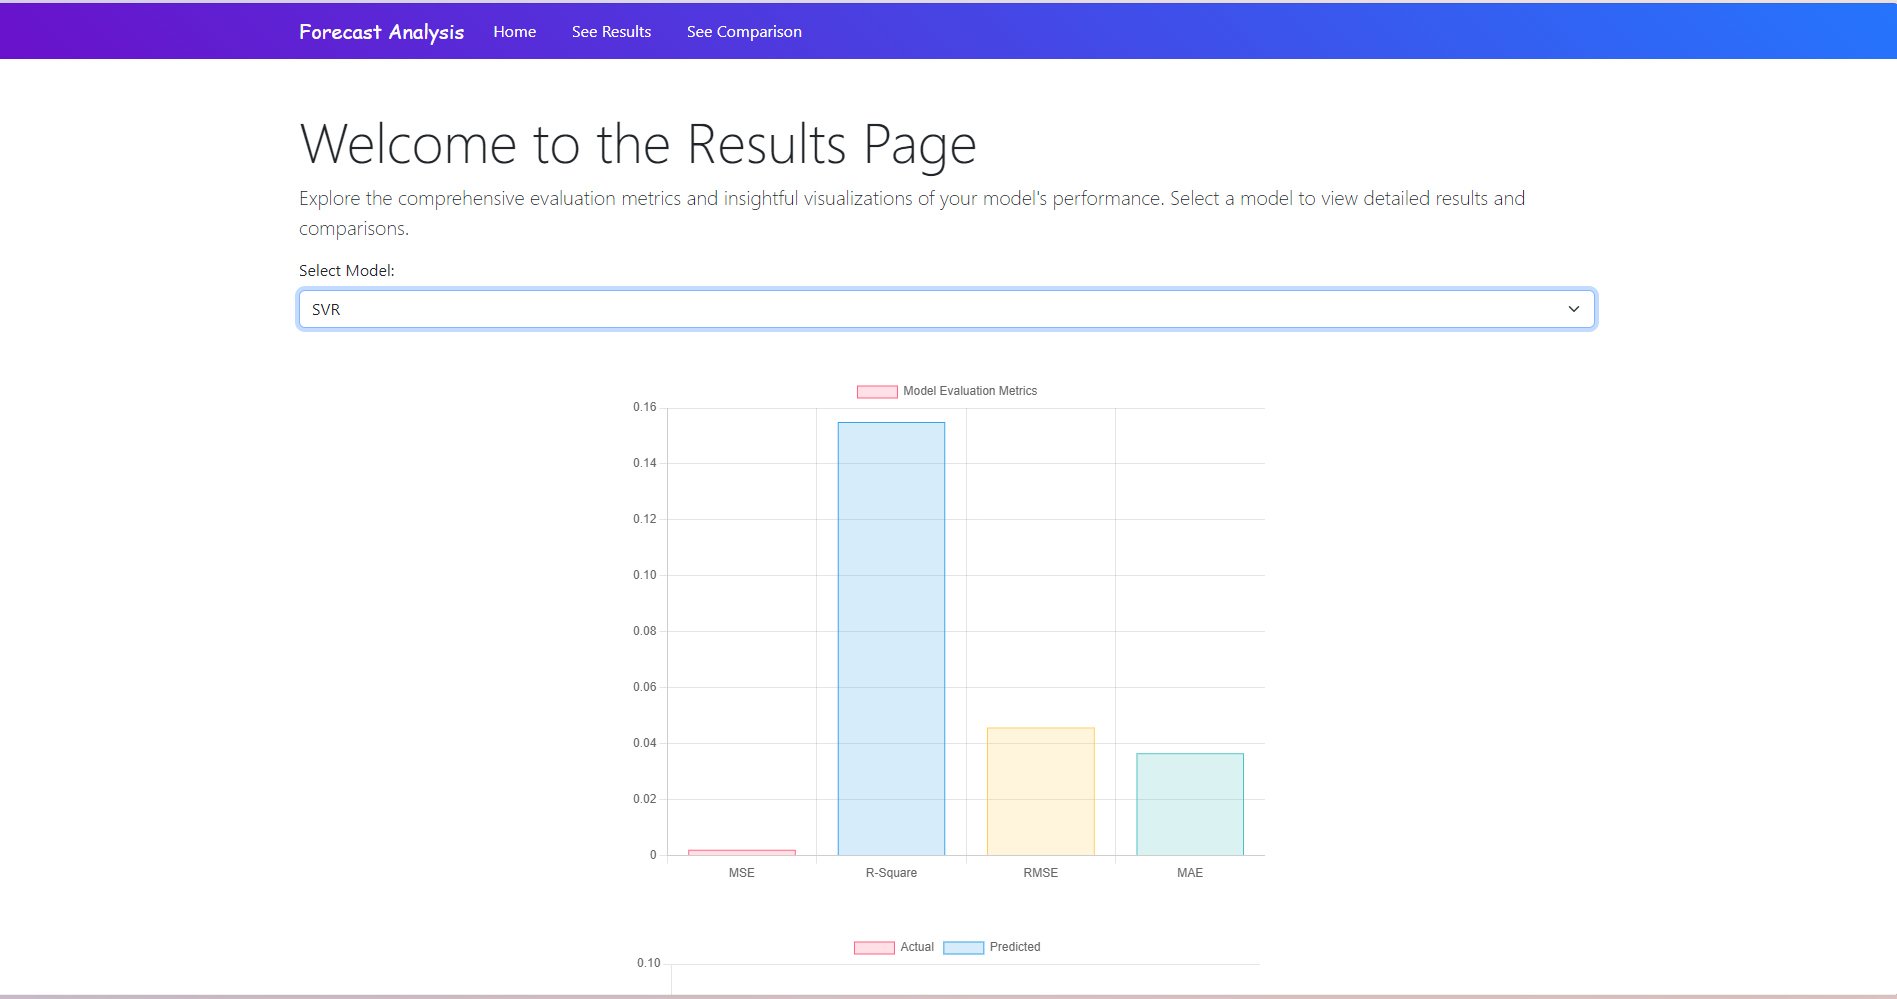 Forecast Analysis Home See Results See Comparison
Welcome to the Results Page
Explore the comprehensive evaluation metrics and insightful visualizations of your model's performance. Select a model to view detailed results and
comparisons.
Select Model:
SVR
Model Evaluation Metrics
0.16
0.14
0.12
0.10
0.08
0.06
0.04
0.02
0
MSE R-Square RMSE MAE
Actual Predicted
0.10